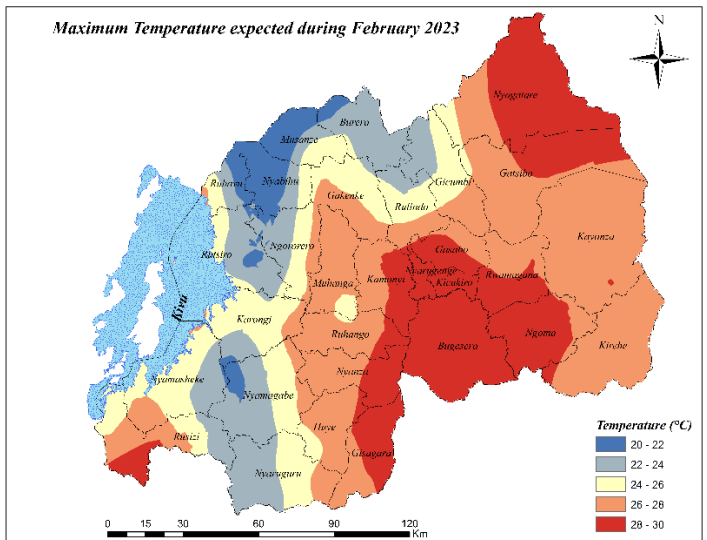 Maximum Temperature expected during February 2023
N
Nyagatare
Burera
Musanze
Gatsibo
Rubavu
Nyabihu
Gicumbi
Gakenke
Rulindo
Kayonza
Rutsiro
Ngororero
Gasabo
Nyarugenge
Rwamagana
Kicukiro
Muhanga
Kamonyi
Kivu
Karongi
Ruhango
Bugesera
Ngoma
Kirehe
Nyamasheke
Nyanza
Nyamagabe
Rusizi
Huye
Gisagara
Nyaruguru
Temperature (°C)
20 - 22
22 - 24
24 - 26
26 - 28
28 - 30
0 15 30 60 90 120
Km